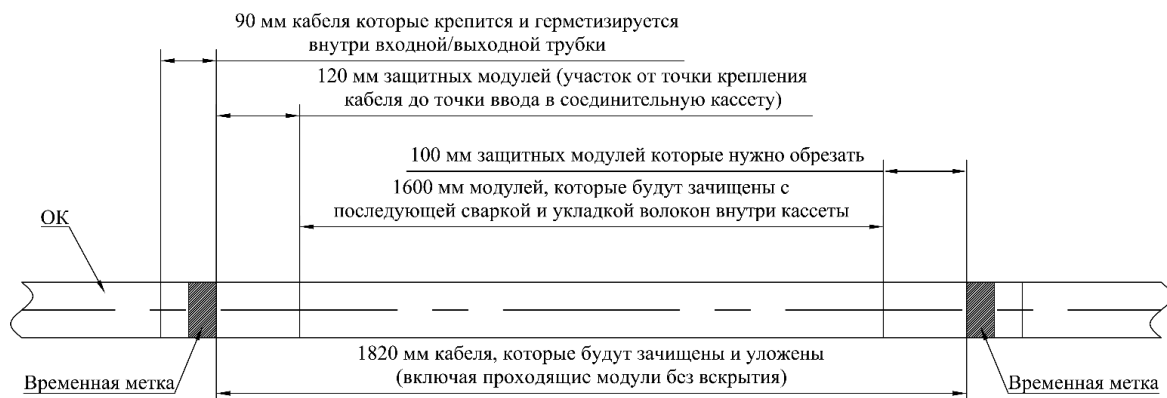 90 мм кабеля которые крепится и герметизируется
внутри входной/выходной трубки
120 мм защитных модулей (участок от точки крепления
кабеля до точки ввода в соединительную кассету)
100 мм защитных модулей которые нужно обрезать
1600 мм модулей, которые будут зачищены с
последующей сваркой и укладкой волокон внутри кассеты
ОК
1820 мм кабеля, которые будут зачищены и уложены
(включая проходящие модули без вскрытия)
Временная метка
Временная метка